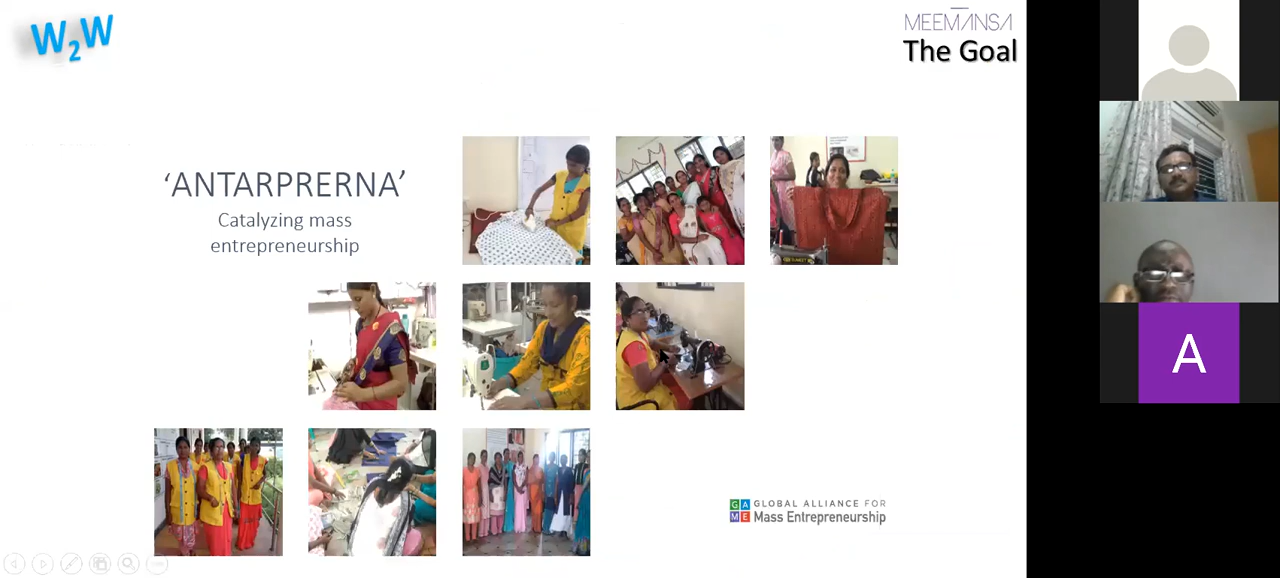 W2W
MEEMANSA
The Goal
‘ANTARPRERNA’
Catalyzing mass
entrepreneurship
GA
ME
GLOBAL ALLIANCE FOR
Mass Entrepreneurship
A